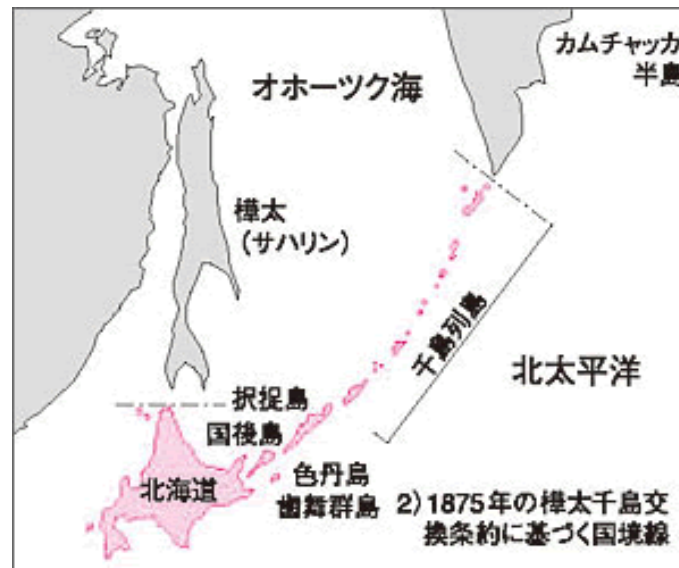 カムチャッカ
半島
オホーツク海
樺太
(サハリン)
千島列島
北太平洋
択捉島
国後島
北海道
色丹島
歯舞群島
2)1875年の樺太千島交
換条約に基づく国境線